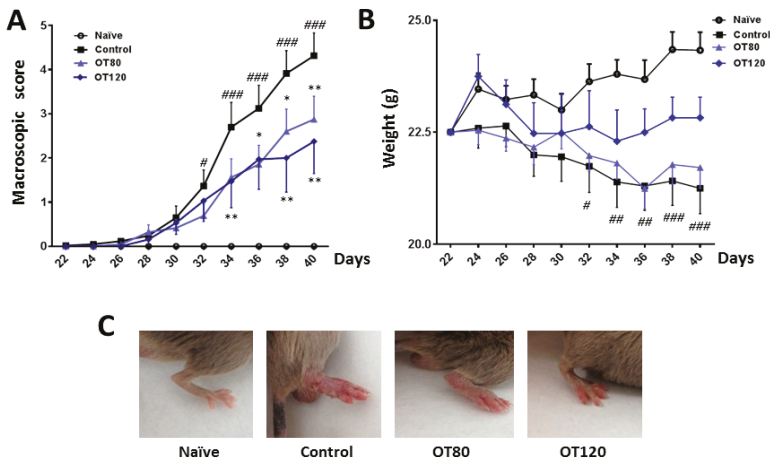 A
B
Macroscopic score
5
4
3
2
1
0
Naïve
Control
OT80
OT120
#
###
###
###
###
*
*
**
**
**
**
22 24 26 28 30 32 34 36 38 40 Days
Weight (g)
25.0
22.5
20.0
Naïve
Control
OT80
OT120
#
##
##
###
###
22 24 26 28 30 32 34 36 38 40 Days
C
Naïve Control OT80 OT120